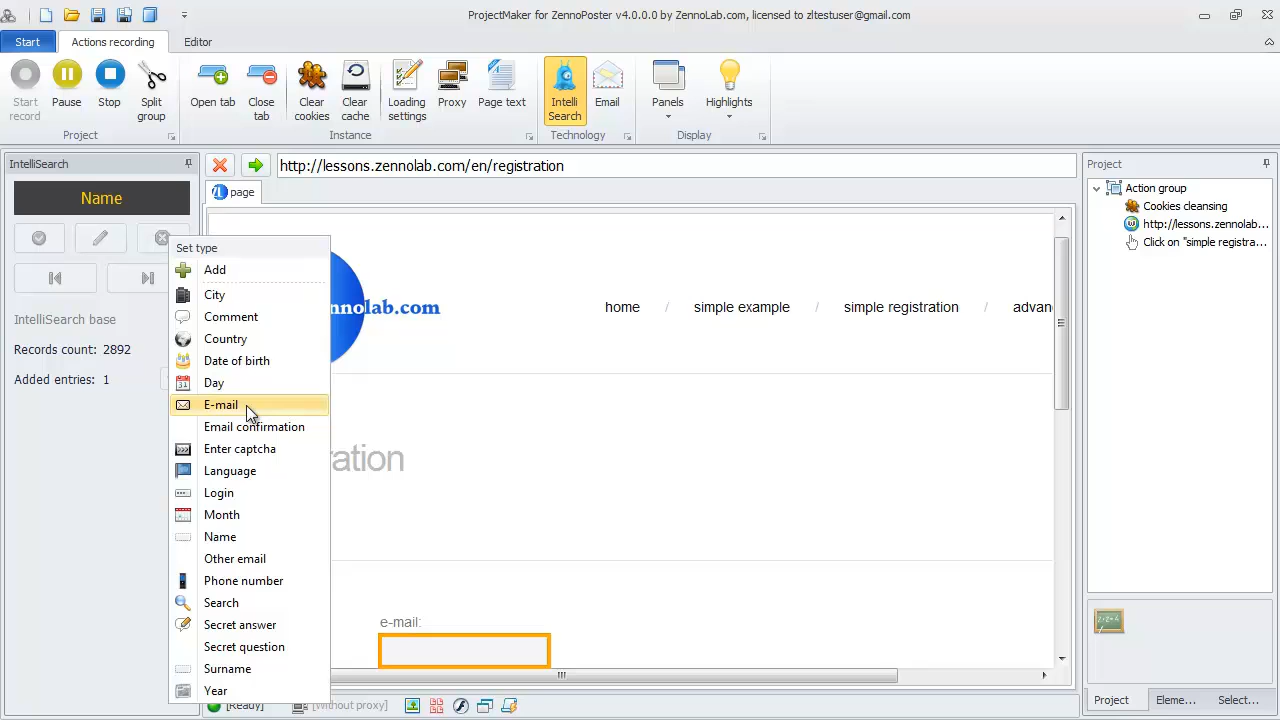 ProjectMaker for ZennoPoster v4.0.0.0 by ZennoLab.com, licensed to zltestuser@gmail.com
Start
Actions recording
Editor
Start record
Pause
Stop
Split group
Open tab
Close tab
Clear cookies
Clear cache
Loading settings
Proxy
Page text
Intelli Search
Email
Panels
Highlights
Project
Instance
Technology
Display
IntelliSearch
http://lessons.zennolab.com/en/registration
page
Name
IntelliSearch base
Records count: 2892
Added entries: 1
Set type
Add
City
Comment
Country
Date of birth
Day
E-mail
Email confirmation
Enter captcha
Language
Login
Month
Name
Other email
Phone number
Search
Secret answer
Secret question
Surname
Year
nnolab.com
home / simple example / simple registration / advan
ration
e-mail:
Project
Action group
Cookies cleansing
http://lessons.zennolab...
Click on "simple registra...
Project
Eleme...
Select...
[Ready]
[Without proxy]